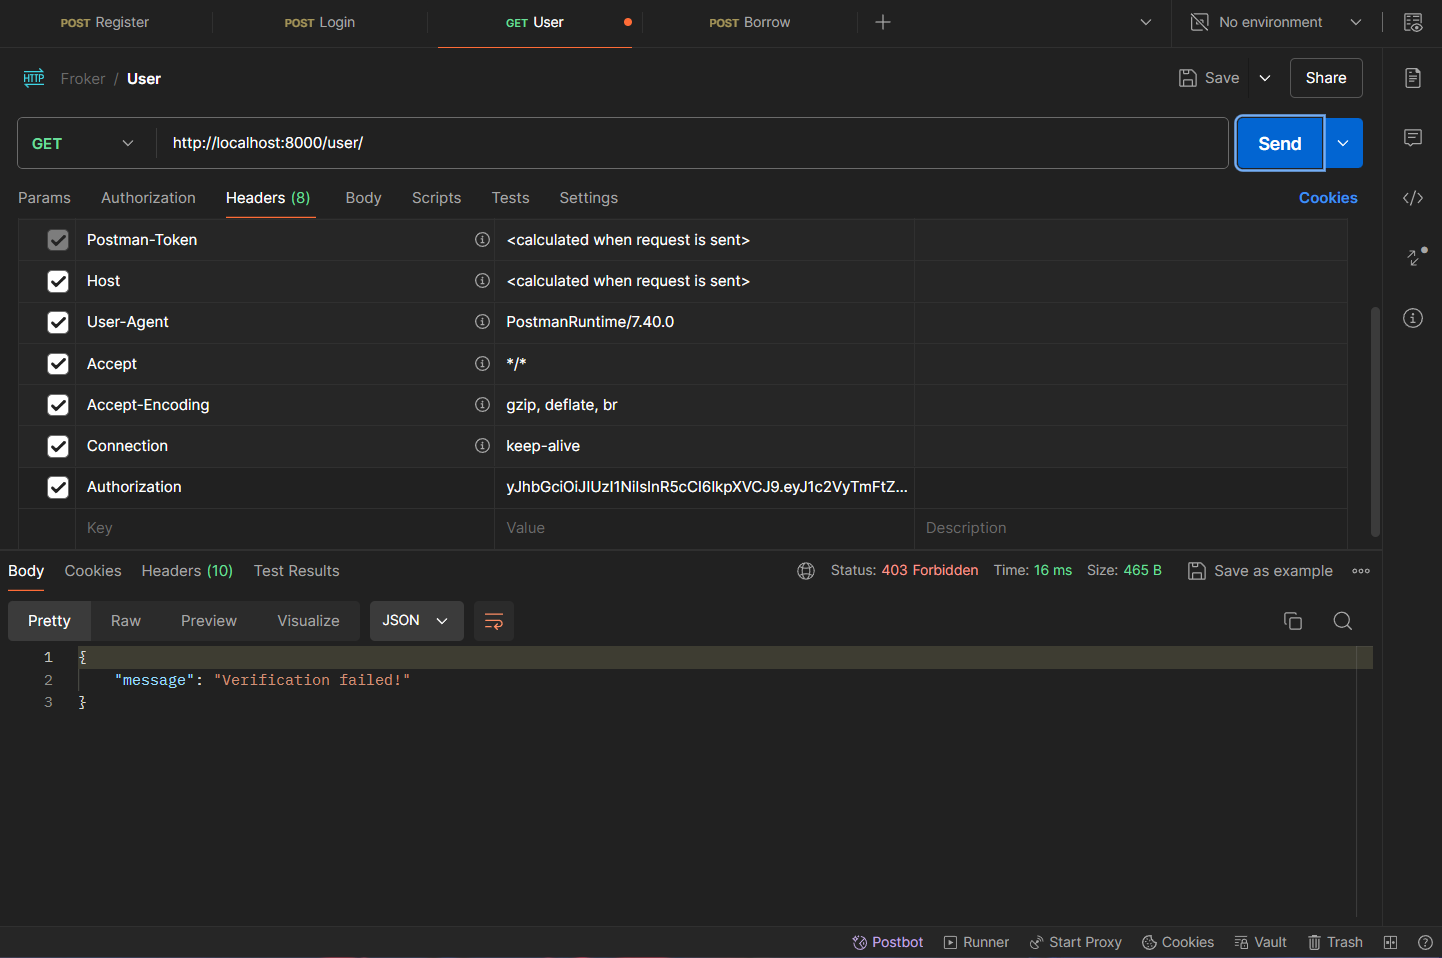 POST Register
POST Login
GET User
POST Borrow
No environment
Froker / User
Save
Share
GET
http://localhost:8000/user/
Send
Params
Authorization
Headers (8)
Body
Scripts
Tests
Settings
Cookies
Postman-Token <calculated when request is sent>
Host <calculated when request is sent>
User-Agent PostmanRuntime/7.40.0
Accept */*
Accept-Encoding gzip, deflate, br
Connection keep-alive
Authorization yJhbGciOiJIUzI1NiIsInR5cCI6IkpXVCJ9.eyJ1c2VyTmFtZ...
Key Value Description
Body
Cookies
Headers (10)
Test Results
Status: 403 Forbidden
Time: 16 ms
Size: 465 B
Save as example
Pretty
Raw
Preview
Visualize
JSON
1 {
2 "message": "Verification failed!"
3 }
Postbot
Runner
Start Proxy
Cookies
Vault
Trash